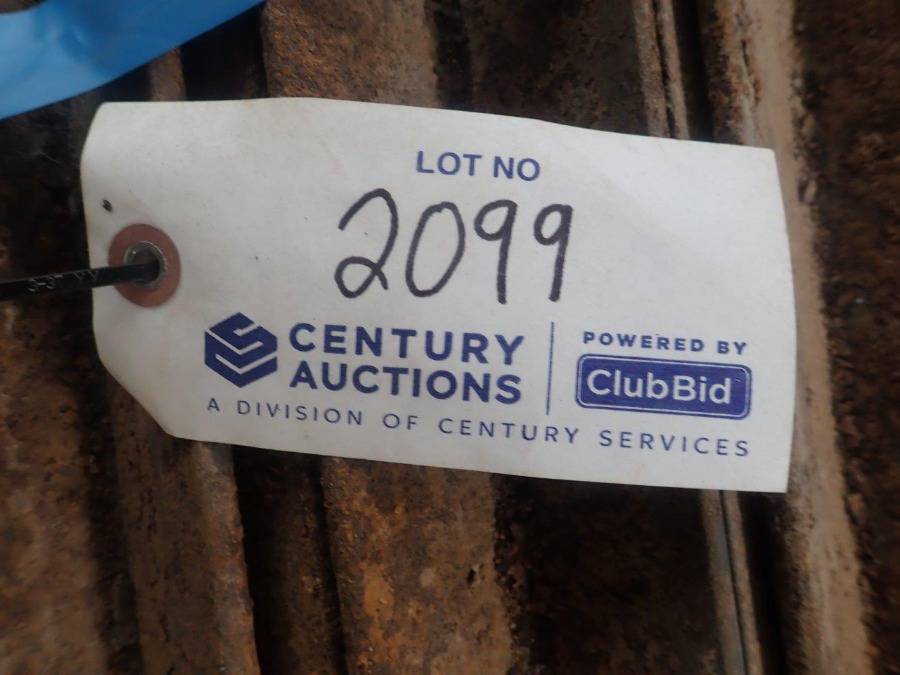 LOT NO
2099
CENTURY
AUCTIONS
POWERED BY
ClubBid
A DIVISION OF CENTURY SERVICES